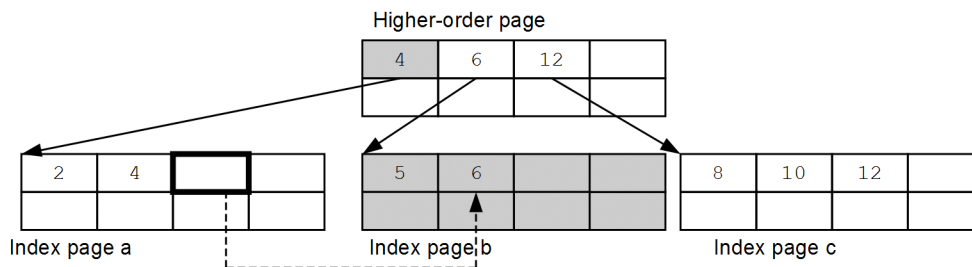 Higher-order page
4 6 12
2 4 5 6 8 10 12
Index page a Index page b Index page c